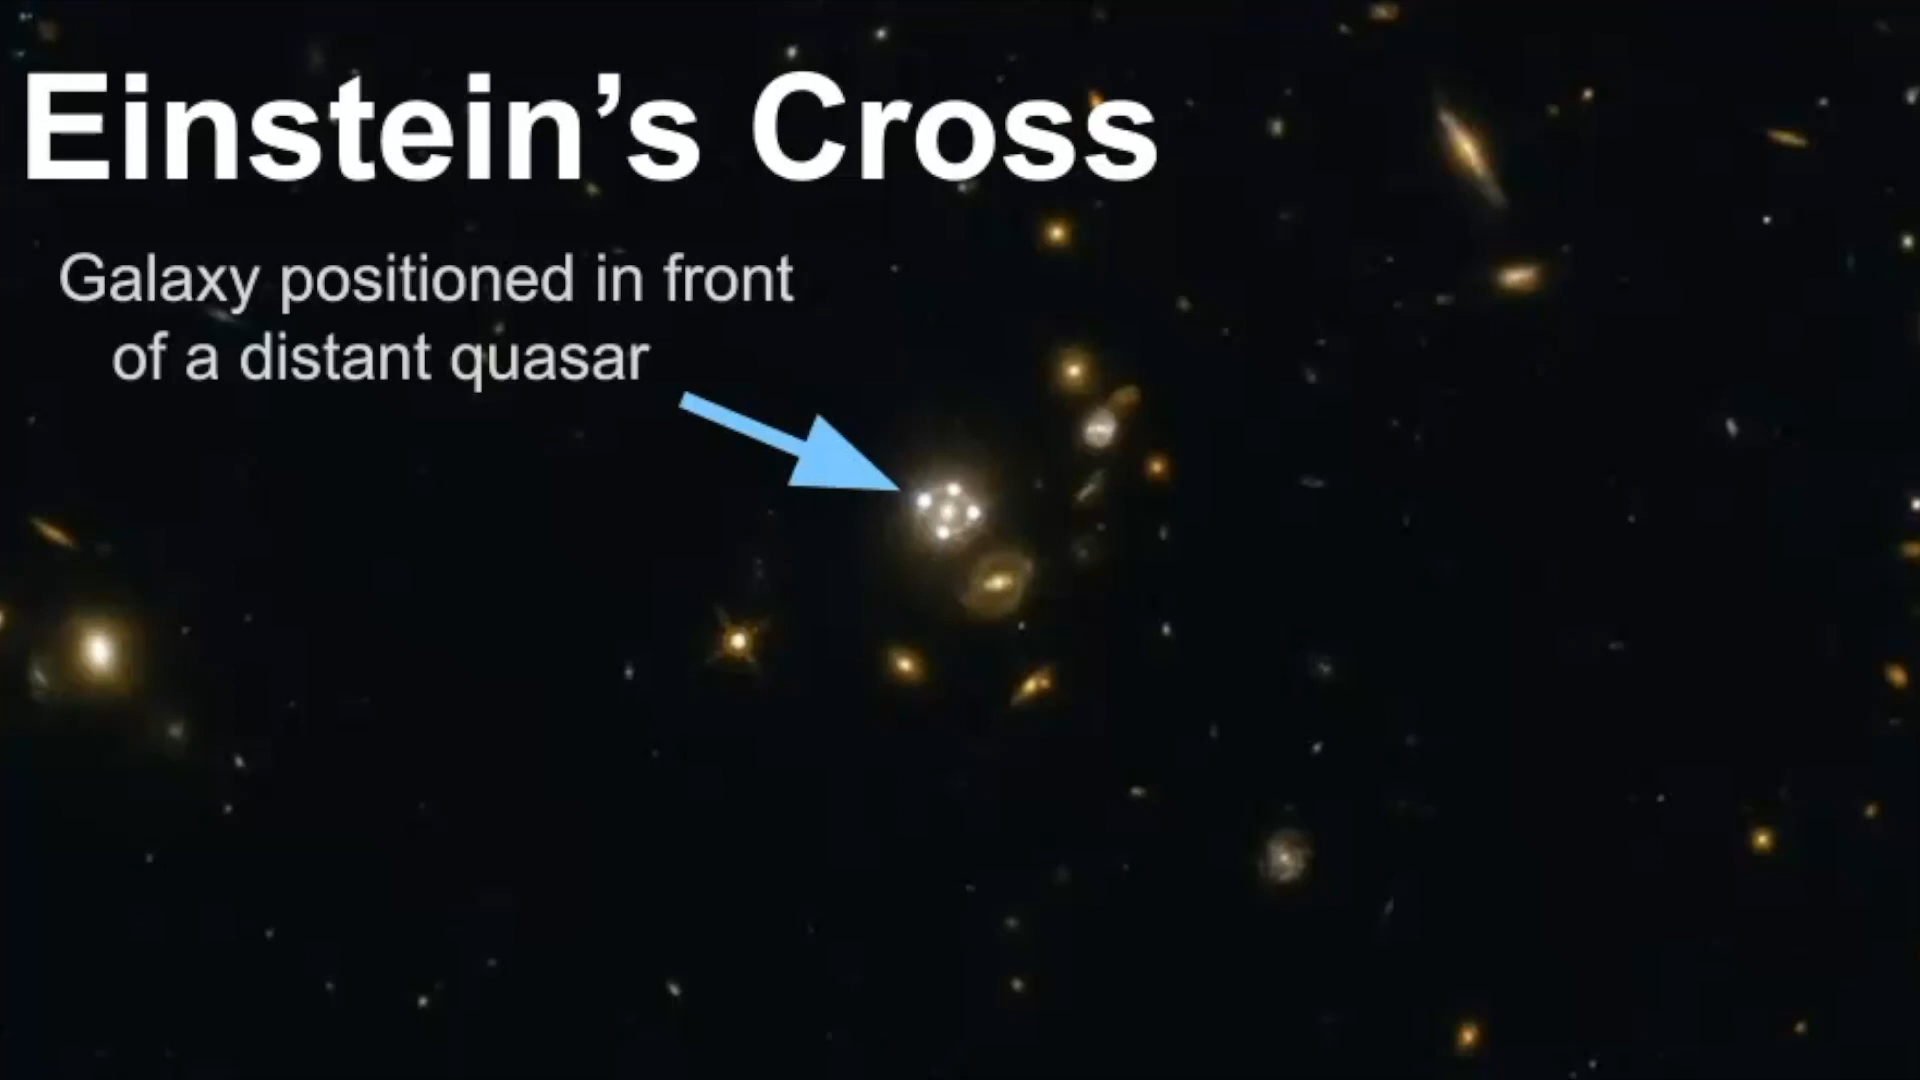 Einstein’s Cross
Galaxy positioned in front
of a distant quasar